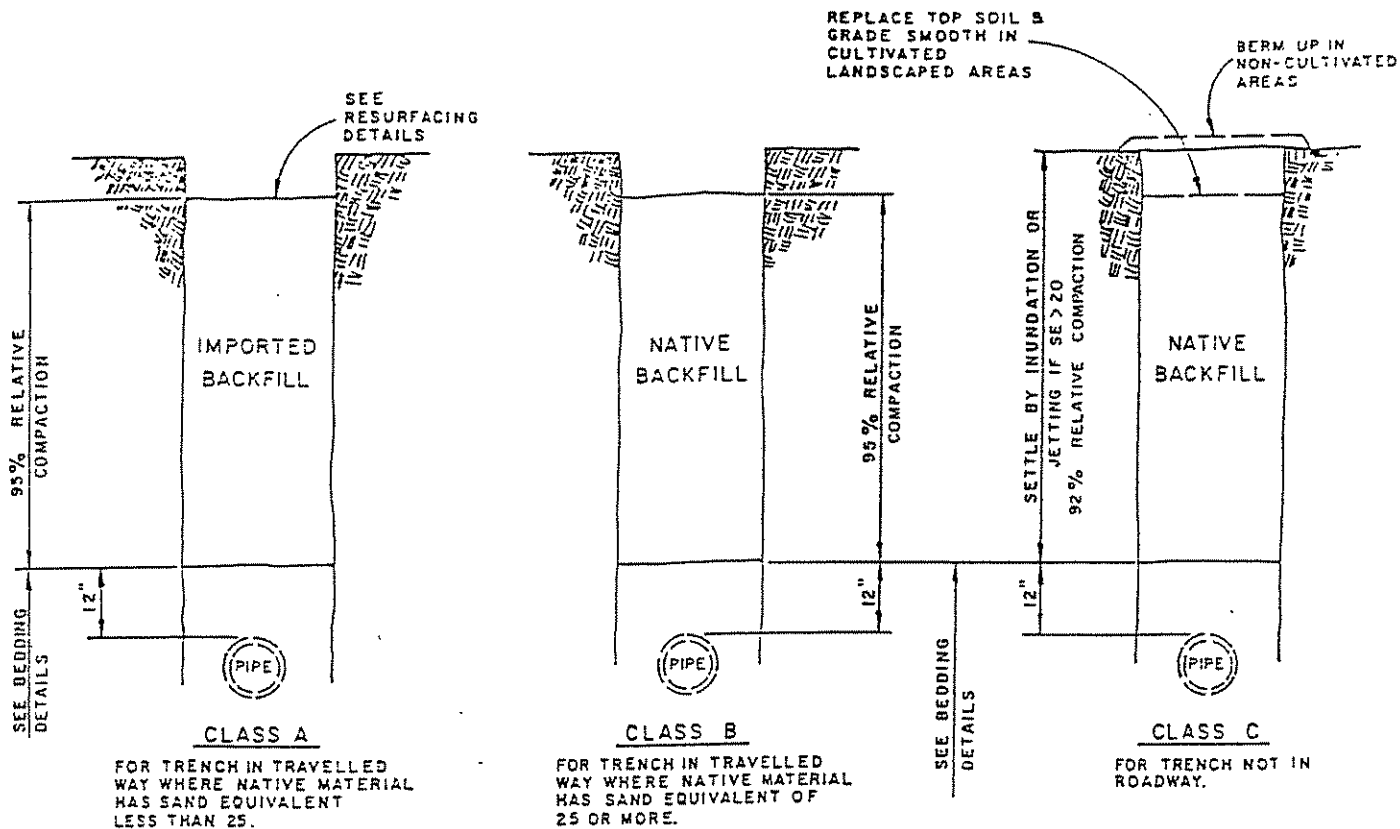 REPLACE TOP SOIL &
GRADE SMOOTH IN
CULTIVATED
LANDSCAPED AREAS
BERM UP IN
NON-CULTIVATED
AREAS
SEE
RESURFACING
DETAILS
95% RELATIVE
COMPACTION
IMPORTED
BACKFILL
NATIVE
BACKFILL
95% RELATIVE
COMPACTION
SETTLE BY INUNDATION OR
JETTING IF SE > 20
92% RELATIVE COMPACTION
NATIVE
BACKFILL
SEE BEDDING
DETAILS
12"
PIPE
12"
PIPE
SEE BEDDING
DETAILS
12"
PIPE
CLASS A
FOR TRENCH IN TRAVELLED
WAY WHERE NATIVE MATERIAL
HAS SAND EQUIVALENT
LESS THAN 25.
CLASS B
FOR TRENCH IN TRAVELLED
WAY WHERE NATIVE MATERIAL
HAS SAND EQUIVALENT OF
25 OR MORE.
CLASS C
FOR TRENCH NOT IN
ROADWAY.